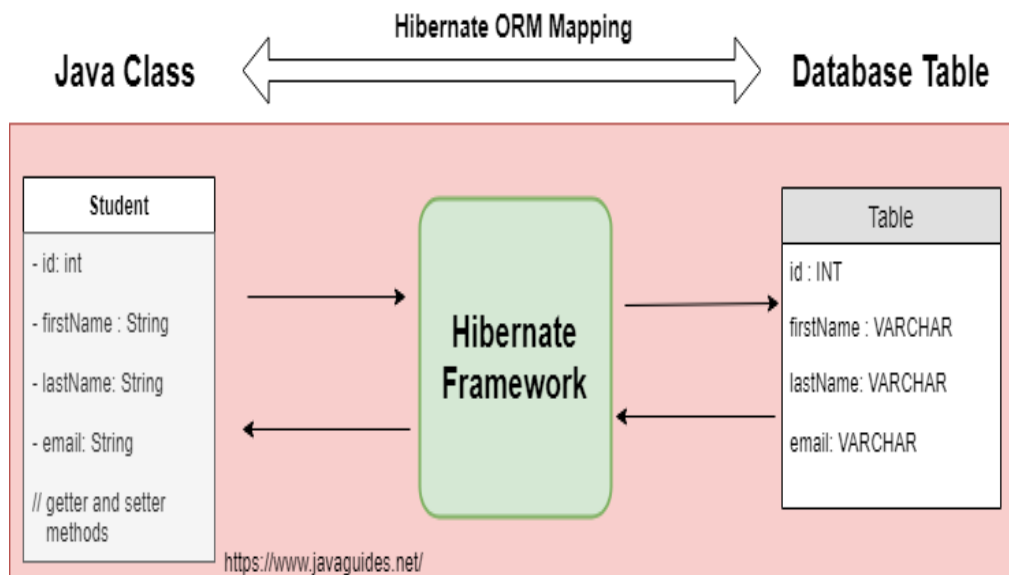 Hibernate ORM Mapping
Java Class
Database Table
Student
- id: int
- firstName : String
- lastName: String
- email: String
// getter and setter
methods
Hibernate
Framework
Table
id : INT
firstName : VARCHAR
lastName: VARCHAR
email: VARCHAR
https://www.javaguides.net/